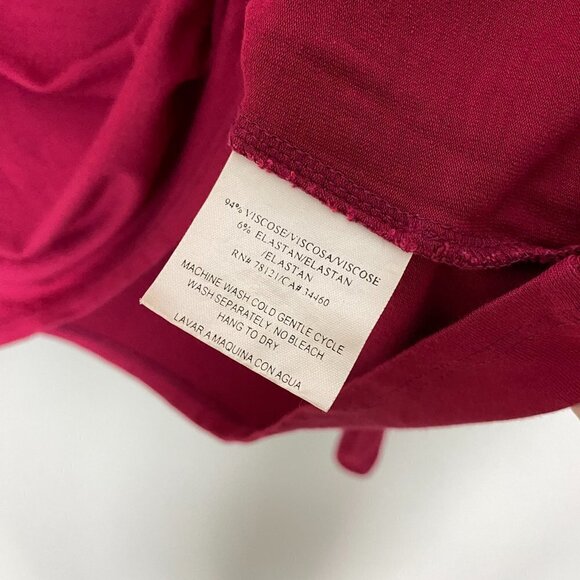 94% VISCOSE/VISCOSA/VISCOSE
6% ELASTAN/ELASTAN
/ELASTAN
RN# 78121/CA# 34460
MACHINE WASH COLD GENTLE CYCLE
WASH SEPARATELY NO BLEACH
HANG TO DRY
LAVAR A MAQUINA CON AGUA